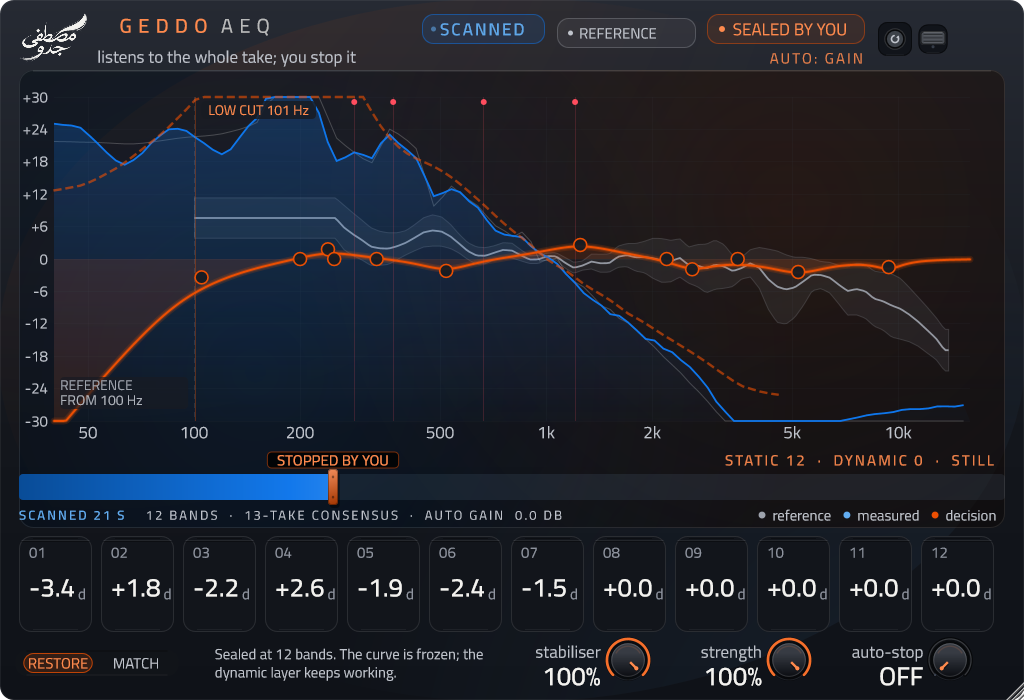 مصطفى جدو
GEDDO AEQ
listens to the whole take; you stop it
SCANNED
REFERENCE
SEALED BY YOU
AUTO: GAIN
LOW CUT 101 Hz
+30
+24
+18
+12
+6
0
-6
-12
-18
-24
-30
REFERENCE
FROM 100 Hz
50 100 200 500 1k 2k 5k 10k
STOPPED BY YOU
STATIC 12 · DYNAMIC 0 · STILL
SCANNED 21 S 12 BANDS · 13-TAKE CONSENSUS · AUTO GAIN 0.0 DB
reference measured decision
01 02 03 04 05 06 07 08 09 10 11 12
-3.4 d +1.8 d -2.2 d +2.6 d -1.9 d -2.4 d -1.5 d +0.0 d +0.0 d +0.0 d +0.0 d +0.0 d
RESTORE MATCH
Sealed at 12 bands. The curve is frozen; the
dynamic layer keeps working.
stabiliser
100%
strength
100%
auto-stop
OFF